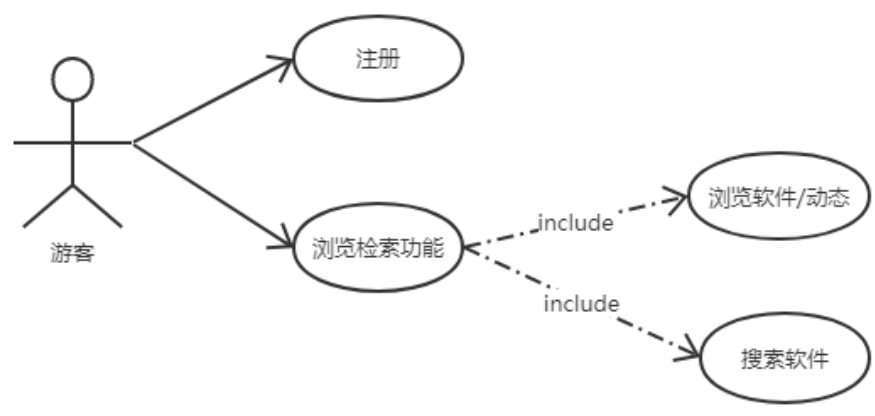 注册
游客
浏览检索功能
include
浏览软件/动态
include
搜索软件